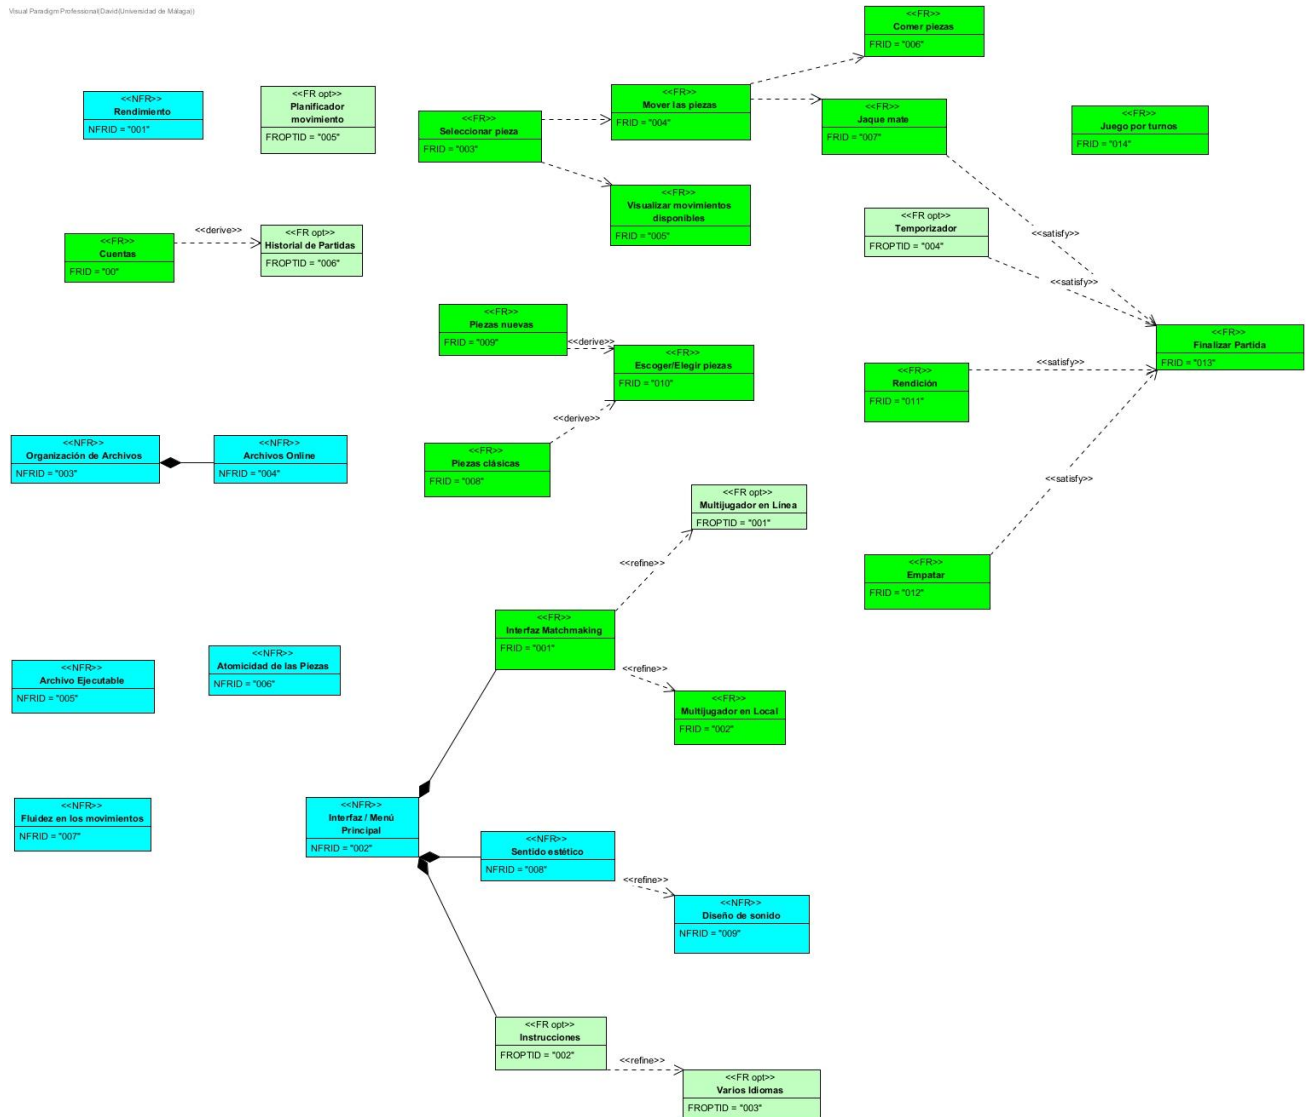 Visual Paradigm Professional(David(Universidad de Málaga))
<<FR>>
Comer piezas
FRID = "006"
<<NFR>>
Rendimiento
NFRID = "001"
<<FR opt>>
Planificador
movimiento
FROPTID = "005"
<<FR>>
Seleccionar pieza
FRID = "003"
<<FR>>
Mover las piezas
FRID = "004"
<<FR>>
Jaque mate
FRID = "007"
<<FR>>
Juego por turnos
FRID = "014"
<<FR>>
Visualizar movimientos
disponibles
FRID = "005"
<<FR>>
Cuentas
FRID = "00"
<<derive>>
<<FR opt>>
Historial de Partidas
FROPTID = "006"
<<FR opt>>
Temporizador
FROPTID = "004"
<<satisfy>>
<<satisfy>>
<<FR>>
Piezas nuevas
FRID = "009"
<<derive>>
<<FR>>
Escoger/Elegir piezas
FRID = "010"
<<FR>>
Finalizar Partida
FRID = "013"
<<FR>>
Rendición
FRID = "011"
<<satisfy>>
<<derive>>
<<NFR>>
Organización de Archivos
NFRID = "003"
<<NFR>>
Archivos Online
NFRID = "004"
<<FR>>
Piezas clásicas
FRID = "008"
<<satisfy>>
<<FR opt>>
Multijugador en Línea
FROPTID = "001"
<<refine>>
<<FR>>
Empatar
FRID = "012"
<<FR>>
Interfaz Matchmaking
FRID = "001"
<<NFR>>
Archivo Ejecutable
NFRID = "005"
<<NFR>>
Atomicidad de las Piezas
NFRID = "006"
<<refine>>
<<FR>>
Multijugador en Local
FRID = "002"
<<NFR>>
Fluidez en los movimientos
NFRID = "007"
<<NFR>>
Interfaz / Menú
Principal
NFRID = "002"
<<NFR>>
Sentido estético
NFRID = "008"
<<refine>>
<<NFR>>
Diseño de sonido
NFRID = "009"
<<FR opt>>
Instrucciones
FROPTID = "002"
<<refine>>
<<FR opt>>
Varios Idiomas
FROPTID = "003"